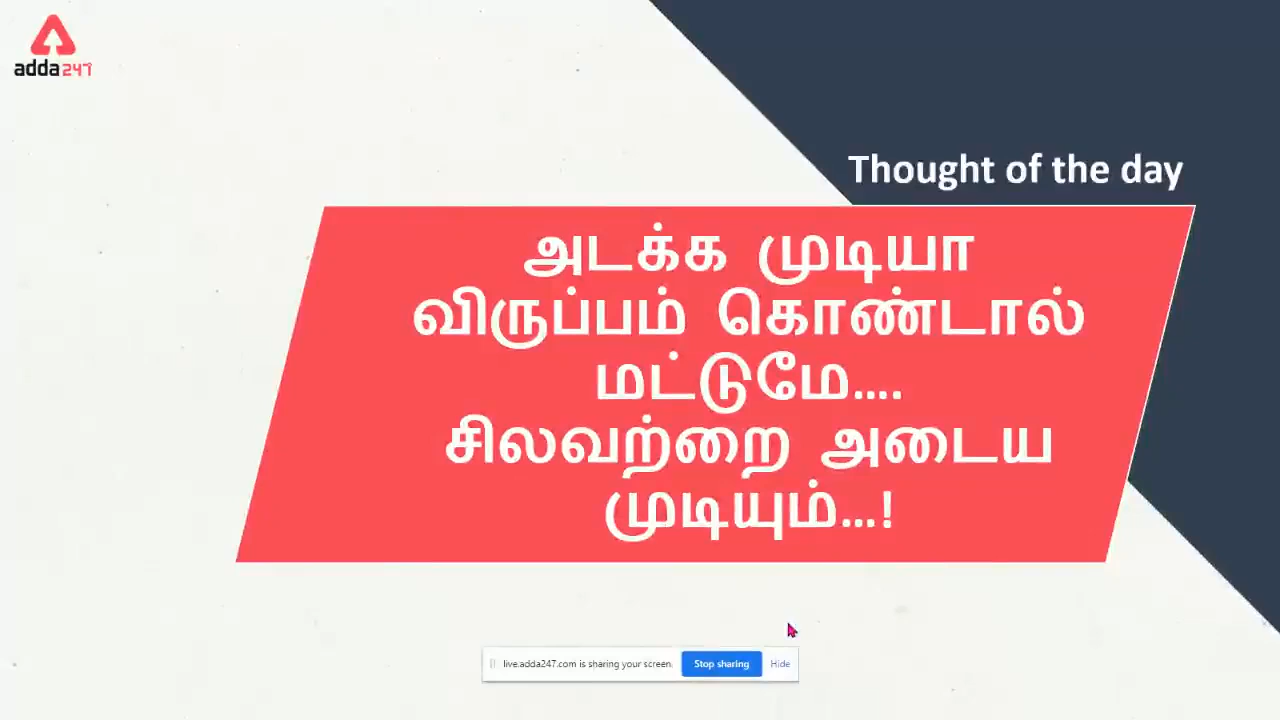 adda247
Thought of the day
அடக்க முடியா
விருப்பம் கொண்டால்
மட்டுமே....
சிலவற்றை அடைய
முடியும்...!
live.adda247.com is sharing your screen. Stop sharing Hide